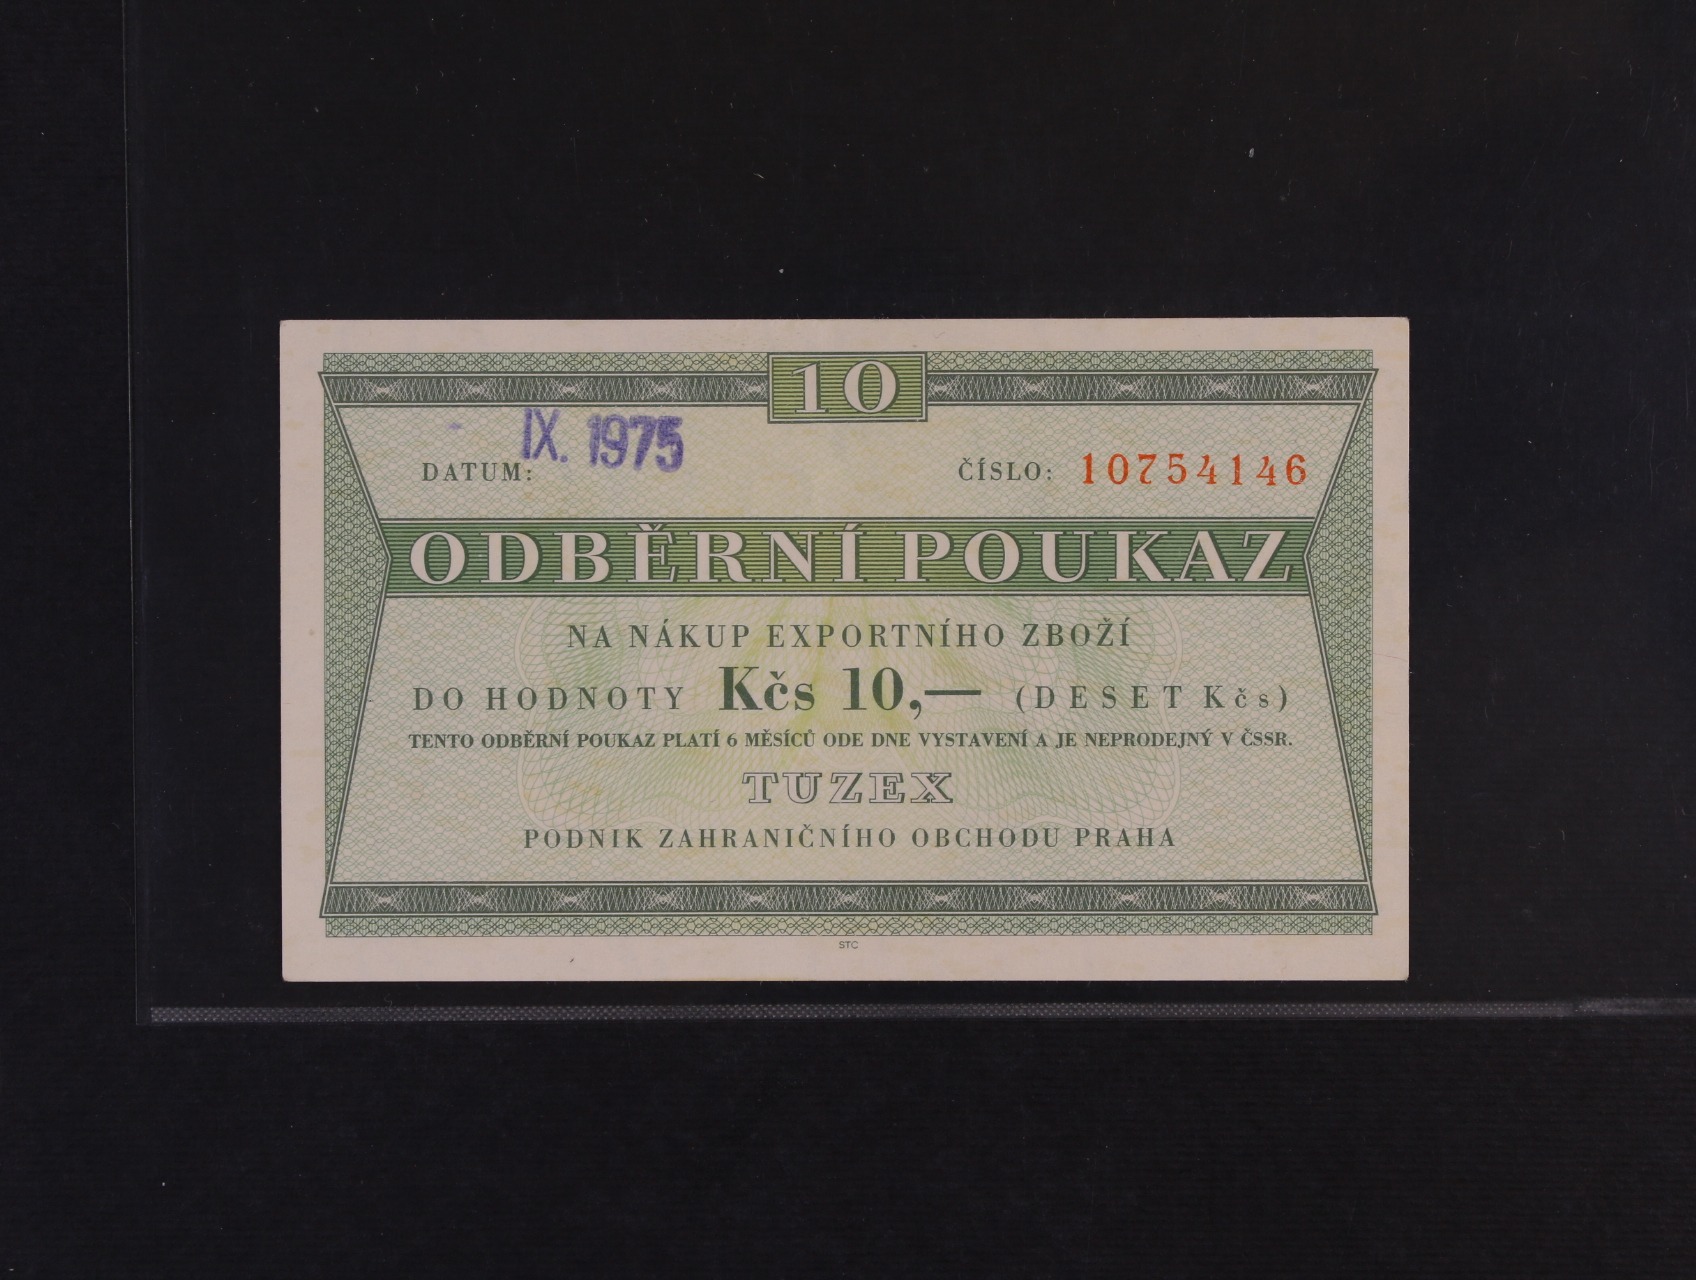 10
DATUM: IX. 1975 ČÍSLO: 10754146
ODBĚRNÍ POUKAZ
NA NÁKUP EXPORTNÍHO ZBOŽÍ
DO HODNOTY Kčs 10,— (DESET Kčs)
TENTO ODBĚRNÍ POUKAZ PLATÍ 6 MĚSÍCŮ ODE DNE VYSTAVENÍ A JE NEPRODEJNÝ V ČSSR.
TUZEX
PODNIK ZAHRANIČNÍHO OBCHODU PRAHA
STC